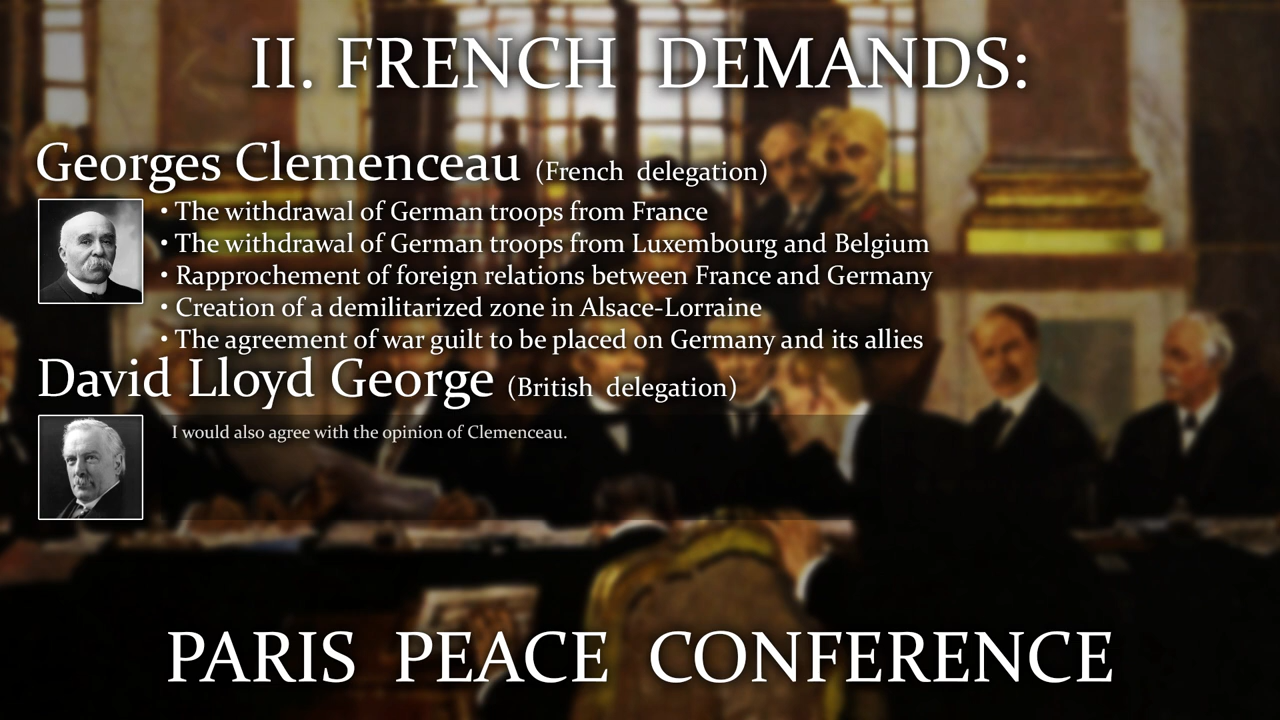 II. FRENCH DEMANDS:
Georges Clemenceau (French delegation)
• The withdrawal of German troops from France
• The withdrawal of German troops from Luxembourg and Belgium
• Rapprochement of foreign relations between France and Germany
• Creation of a demilitarized zone in Alsace-Lorraine
• The agreement of war guilt to be placed on Germany and its allies
David Lloyd George (British delegation)
I would also agree with the opinion of Clemenceau.
PARIS PEACE CONFERENCE